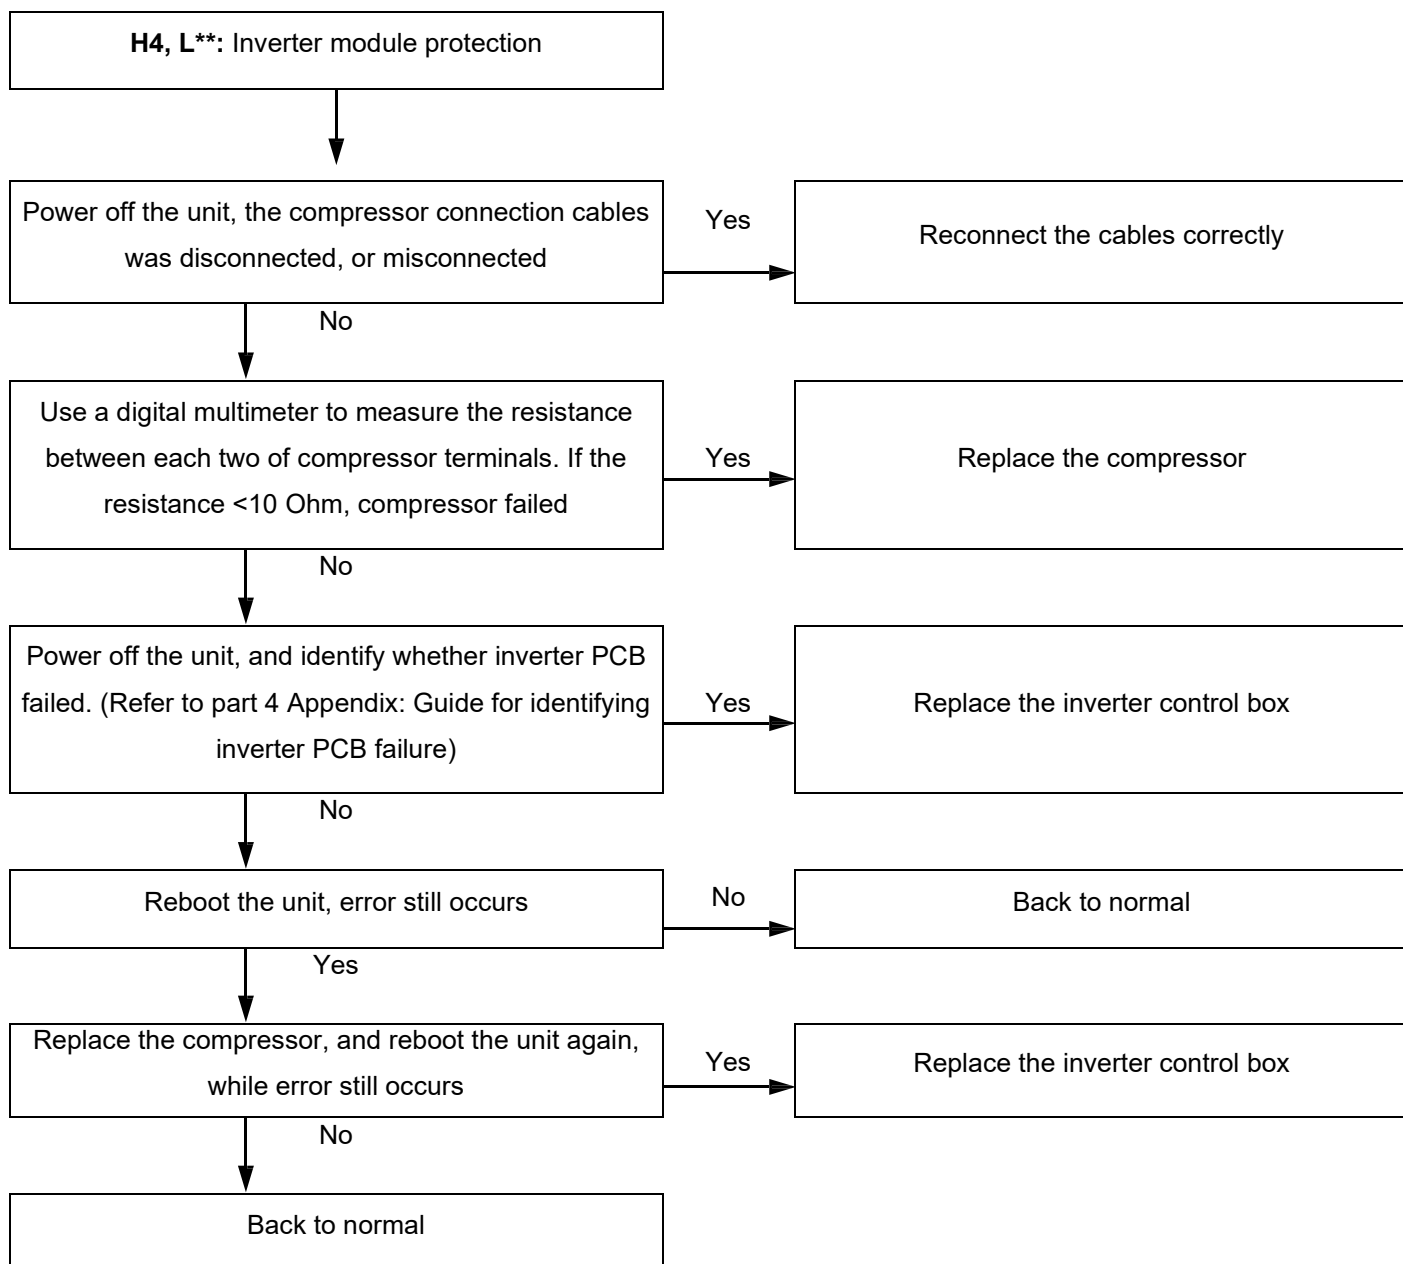 H4, L**: Inverter module protection
Power off the unit, the compressor connection cables
was disconnected, or misconnected
Yes
Reconnect the cables correctly
No
Use a digital multimeter to measure the resistance
between each two of compressor terminals. If the
resistance <10 Ohm, compressor failed
Yes
Replace the compressor
No
Power off the unit, and identify whether inverter PCB
failed. (Refer to part 4 Appendix: Guide for identifying
inverter PCB failure)
Yes
Replace the inverter control box
No
Reboot the unit, error still occurs
No
Back to normal
Yes
Replace the compressor, and reboot the unit again,
while error still occurs
Yes
Replace the inverter control box
No
Back to normal